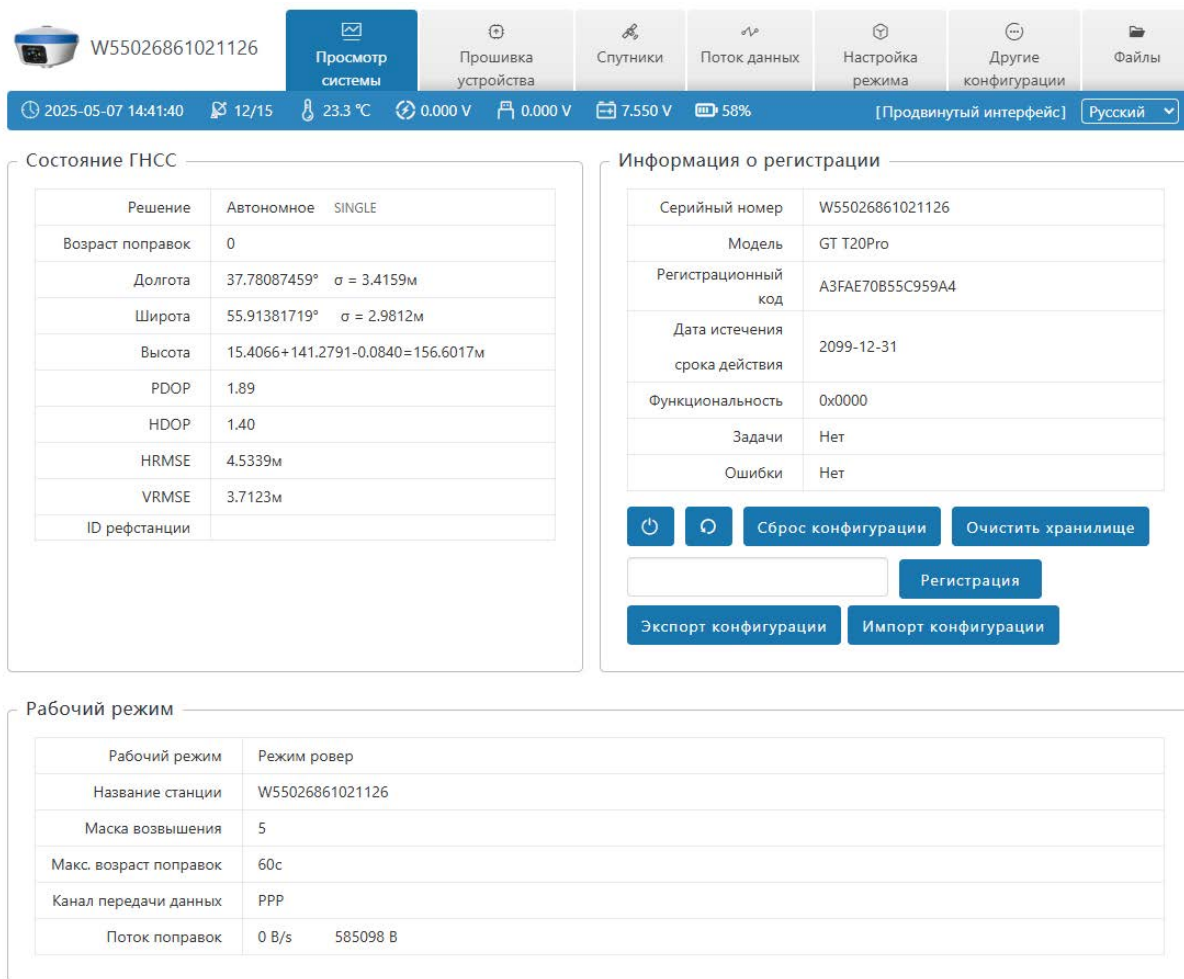 W55026861021126
Просмотр
системы
Прошивка
устройства
Спутники
Поток данных
Настройка
режима
Другие
конфигурации
Файлы
2025-05-07 14:41:40 12/15 23.3 ℃ 0.000 V 0.000 V 7.550 V 58% [Продвинутый интерфейс] Русский
Состояние ГНСС
Решение Автономное SINGLE
Возраст поправок 0
Долгота 37.78087459° σ = 3.4159м
Широта 55.91381719° σ = 2.9812м
Высота 15.4066+141.2791-0.0840=156.6017м
PDOP 1.89
HDOP 1.40
HRMSE 4.5339м
VRMSE 3.7123м
ID рефстанции
Информация о регистрации
Серийный номер W55026861021126
Модель GT T20Pro
Регистрационный
код A3FAE70B55C959A4
Дата истечения
срока действия 2099-12-31
Функциональность 0x0000
Задачи Нет
Ошибки Нет
Сброс конфигурации Очистить хранилище
Регистрация
Экспорт конфигурации Импорт конфигурации
Рабочий режим
Рабочий режим Режим ровер
Название станции W55026861021126
Маска возвышения 5
Макс. возраст поправок 60с
Канал передачи данных PPP
Поток поправок 0 B/s 585098 B